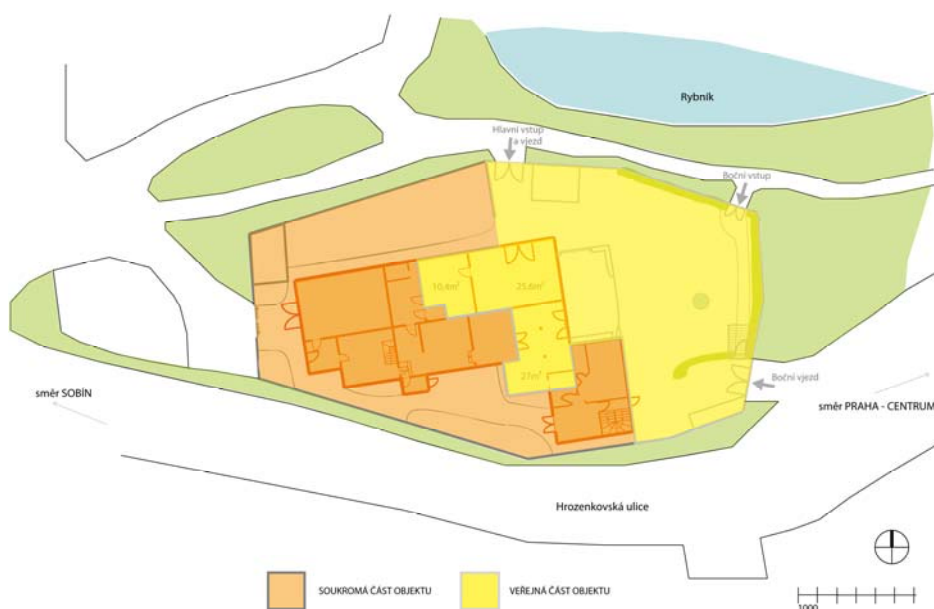 Rybník
Hlavní vstup
a vjezd
Boční vstup
10,4m²
25,6m²
27m²
Boční vjezd
směr SOBÍN
směr PRAHA - CENTRUM
Hrozenkovská ulice
SOUKROMÁ ČÁST OBJEKTU
VEŘEJNÁ ČÁST OBJEKTU
1000